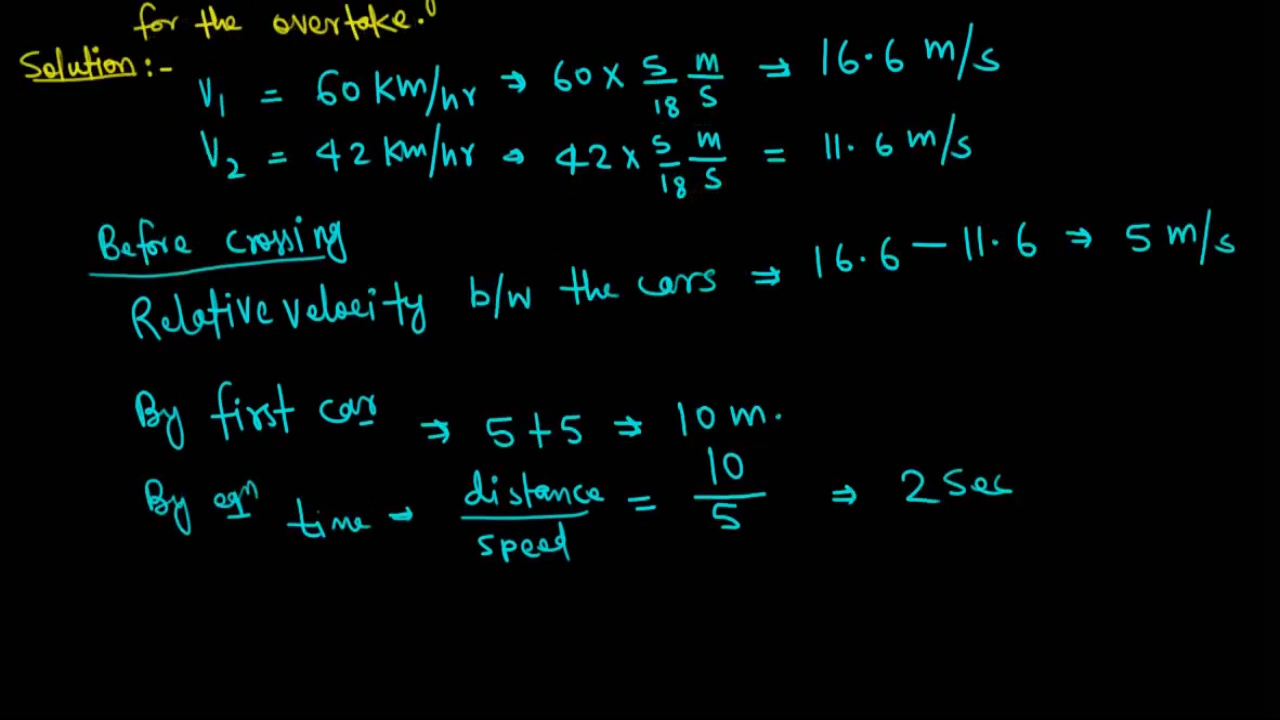 for the overtake.
Solution:-
V1 = 60 km/hr ⇒ 60 × 5/18 m/s ⇒ 16.6 m/s
V2 = 42 km/hr ⇒ 42 × 5/18 m/s = 11.6 m/s
Before crossing
Relative velocity b/w the cars ⇒ 16.6 – 11.6 ⇒ 5 m/s
By first car ⇒ 5+5 ⇒ 10 m.
By eqn time → distance/speed = 10/5 ⇒ 2 sec